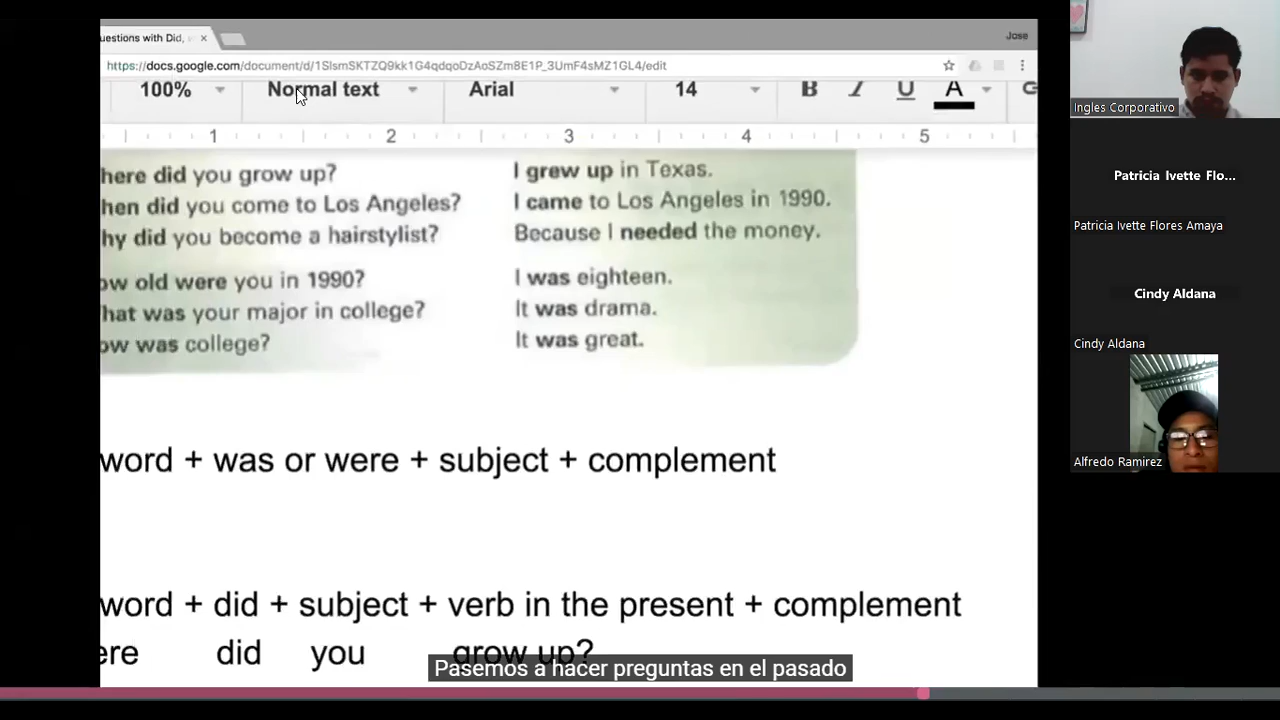 uestions with Did,
Jose
https://docs.google.com/document/d/1SlsmSKTZQ9kk1G4qdqoDzAoSZm8E1P_3UmF4sMZ1GL4/edit
100% Normal text Arial 14 B I U A
1 2 3 4 5
here did you grow up? I grew up in Texas.
hen did you come to Los Angeles? I came to Los Angeles in 1990.
hy did you become a hairstylist? Because I needed the money.
ow old were you in 1990? I was eighteen.
hat was your major in college? It was drama.
ow was college? It was great.
word + was or were + subject + complement
word + did + subject + verb in the present + complement
ere did you grow up?
Pasemos a hacer preguntas en el pasado
Ingles Corporativo
Patricia Ivette Flo...
Patricia Ivette Flores Amaya
Cindy Aldana
Cindy Aldana
Alfredo Ramirez